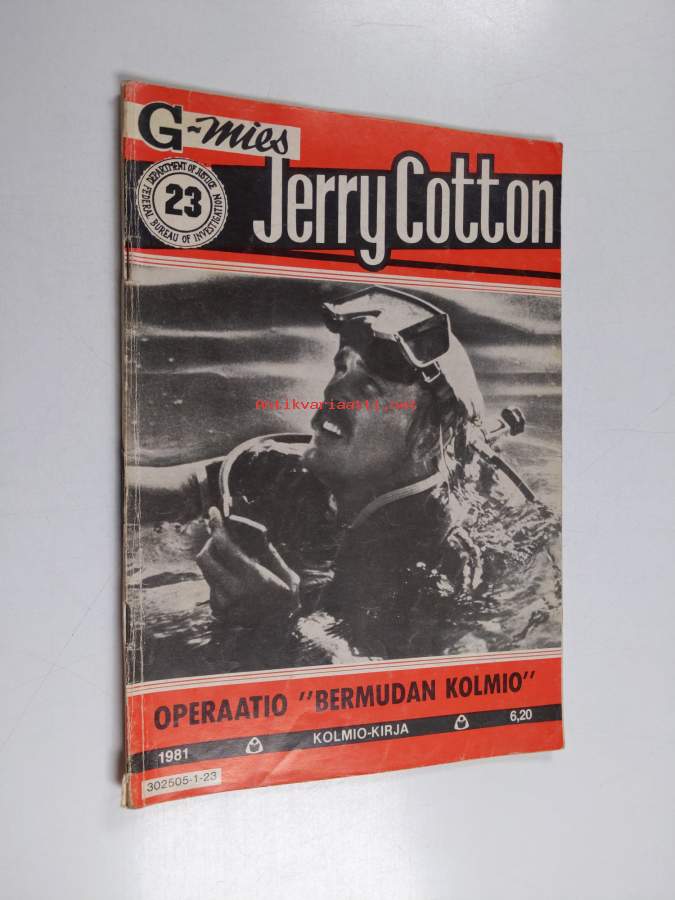 G-mies
Jerry Cotton
DEPARTMENT OF JUSTICE
23
FEDERAL BUREAU OF INVESTIGATION
Antikvariaatti.net
OPERAATIO "BERMUDAN KOLMIO"
1981 KOLMIO-KIRJA 6,20
302505-1-23